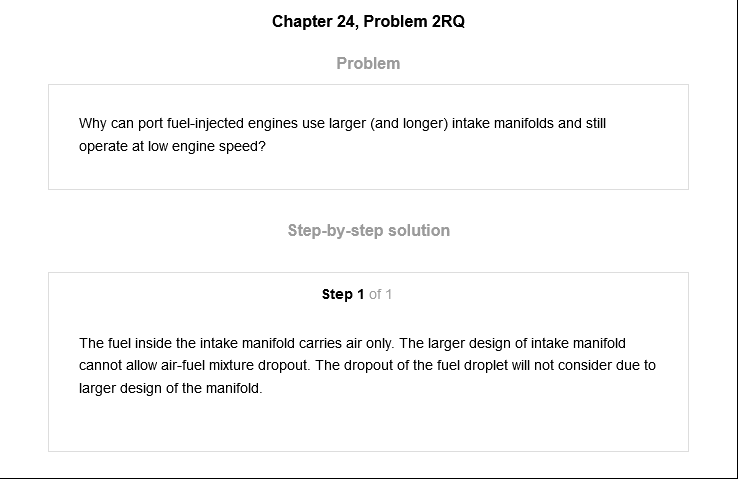 Chapter 24, Problem 2RQ
Problem
Why can port fuel-injected engines use larger (and longer) intake manifolds and still
operate at low engine speed?
Step-by-step solution
Step 1 of 1
The fuel inside the intake manifold carries air only. The larger design of intake manifold
cannot allow air-fuel mixture dropout. The dropout of the fuel droplet will not consider due to
larger design of the manifold.